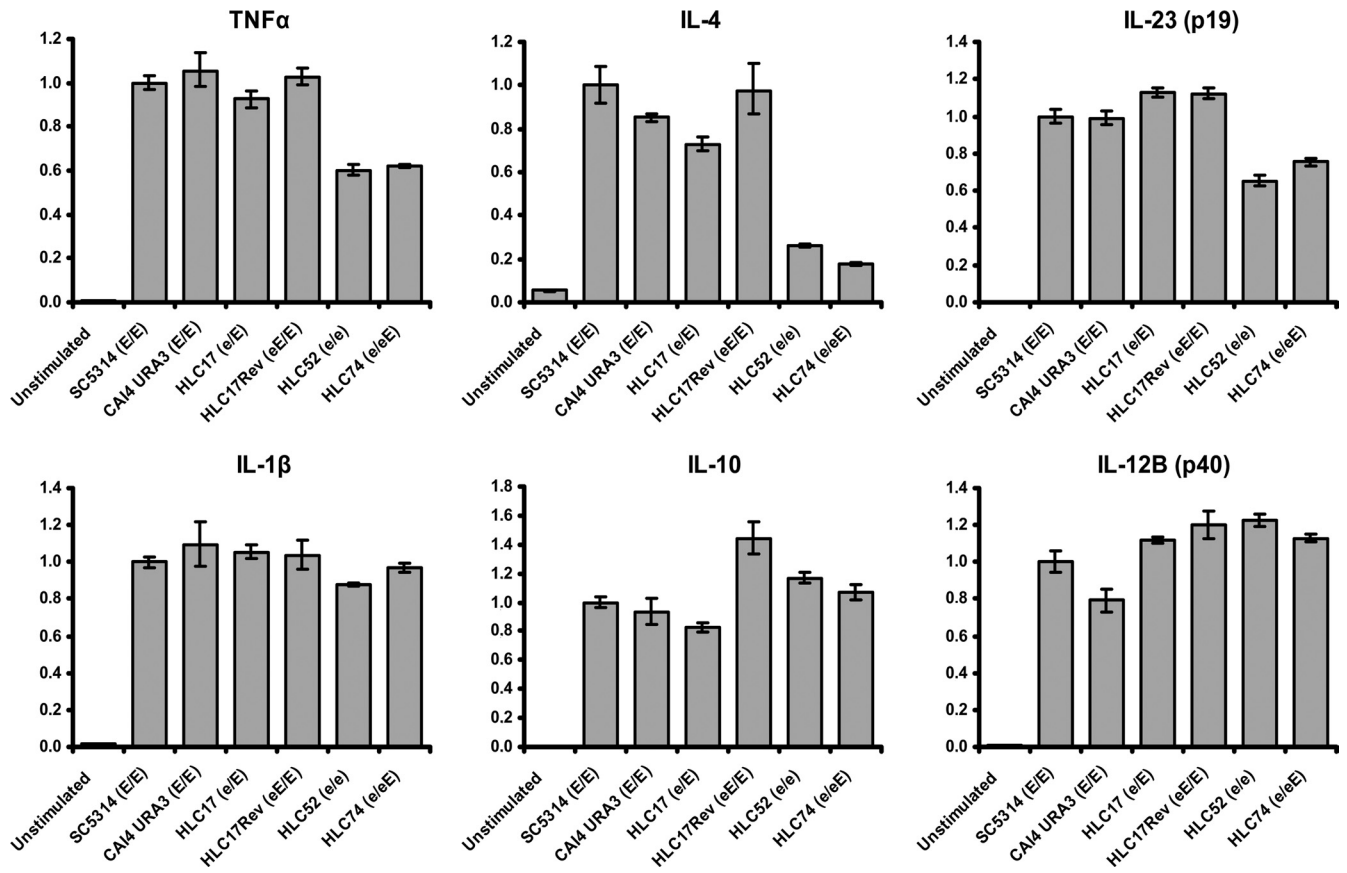 TNFα
1.2
1.0
0.8
0.6
0.4
0.2
0.0
Unstimulated
SC5314 (E/E)
CAI4 URA3 (E/E)
HLC17 (e/E)
HLC17Rev (eE/E)
HLC52 (e/e)
HLC74 (e/eE)
IL-4
1.2
1.0
0.8
0.6
0.4
0.2
0.0
Unstimulated
SC5314 (E/E)
CAI4 URA3 (E/E)
HLC17 (e/E)
HLC17Rev (eE/E)
HLC52 (e/e)
HLC74 (e/eE)
IL-23 (p19)
1.4
1.2
1.0
0.8
0.6
0.4
0.2
0.0
Unstimulated
SC5314 (E/E)
CAI4 URA3 (E/E)
HLC17 (e/E)
HLC17Rev (eE/E)
HLC52 (e/e)
HLC74 (e/eE)
IL-1β
1.4
1.2
1.0
0.8
0.6
0.4
0.2
0.0
Unstimulated
SC5314 (E/E)
CAI4 URA3 (E/E)
HLC17 (e/E)
HLC17Rev (eE/E)
HLC52 (e/e)
HLC74 (e/eE)
IL-10
1.8
1.6
1.4
1.2
1.0
0.8
0.6
0.4
0.2
0.0
Unstimulated
SC5314 (E/E)
CAI4 URA3 (E/E)
HLC17 (e/E)
HLC17Rev (eE/E)
HLC52 (e/e)
HLC74 (e/eE)
IL-12B (p40)
1.4
1.2
1.0
0.8
0.6
0.4
0.2
0.0
Unstimulated
SC5314 (E/E)
CAI4 URA3 (E/E)
HLC17 (e/E)
HLC17Rev (eE/E)
HLC52 (e/e)
HLC74 (e/eE)